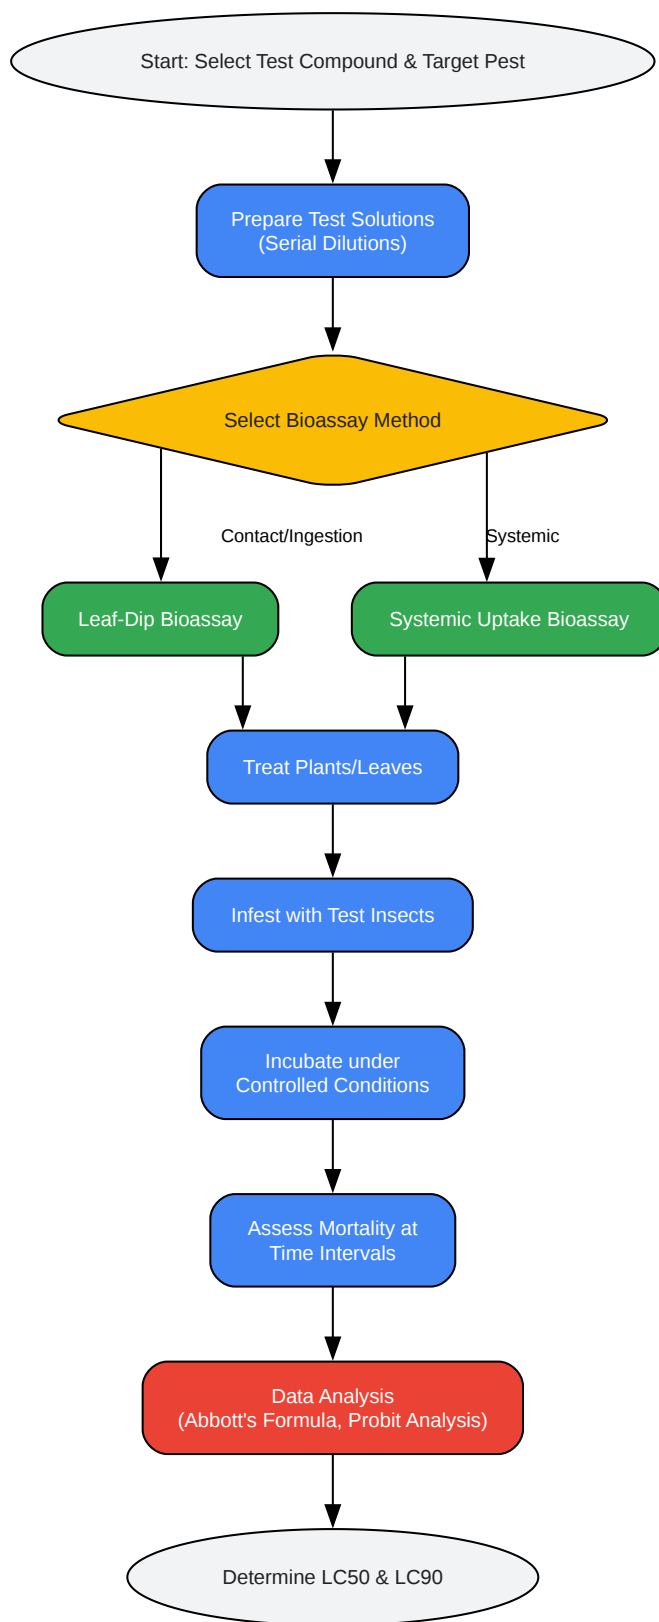 Start: Select Test Compound & Target Pest
Prepare Test Solutions
(Serial Dilutions)
Select Bioassay Method
Contact/Ingestion
Systemic
Leaf-Dip Bioassay
Systemic Uptake Bioassay
Treat Plants/Leaves
Infest with Test Insects
Incubate under
Controlled Conditions
Assess Mortality at
Time Intervals
Data Analysis
(Abbott's Formula, Probit Analysis)
Determine LC50 & LC90